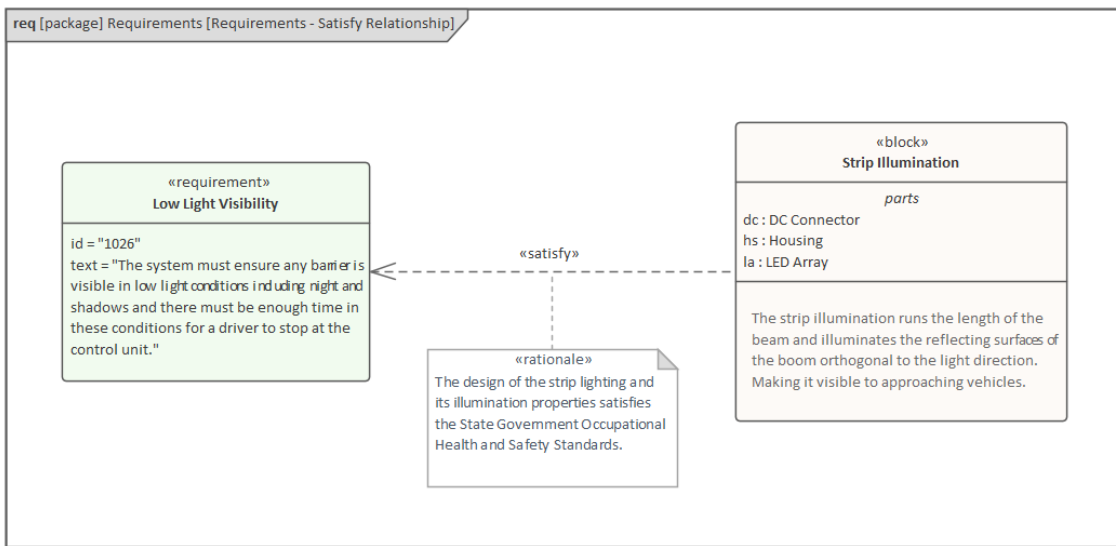 req [package] Requirements [Requirements - Satisfy Relationship]
«requirement»
Low Light Visibility
id = "1026"
text = "The system must ensure any barrier is
visible in low light conditions including night and
shadows and there must be enough time in
these conditions for a driver to stop at the
control unit."
«satisfy»
«rationale»
The design of the strip lighting and
its illumination properties satisfies
the State Government Occupational
Health and Safety Standards.
«block»
Strip Illumination
parts
dc : DC Connector
hs : Housing
la : LED Array
The strip illumination runs the length of the
beam and illuminates the reflecting surfaces of
the boom orthogonal to the light direction.
Making it visible to approaching vehicles.